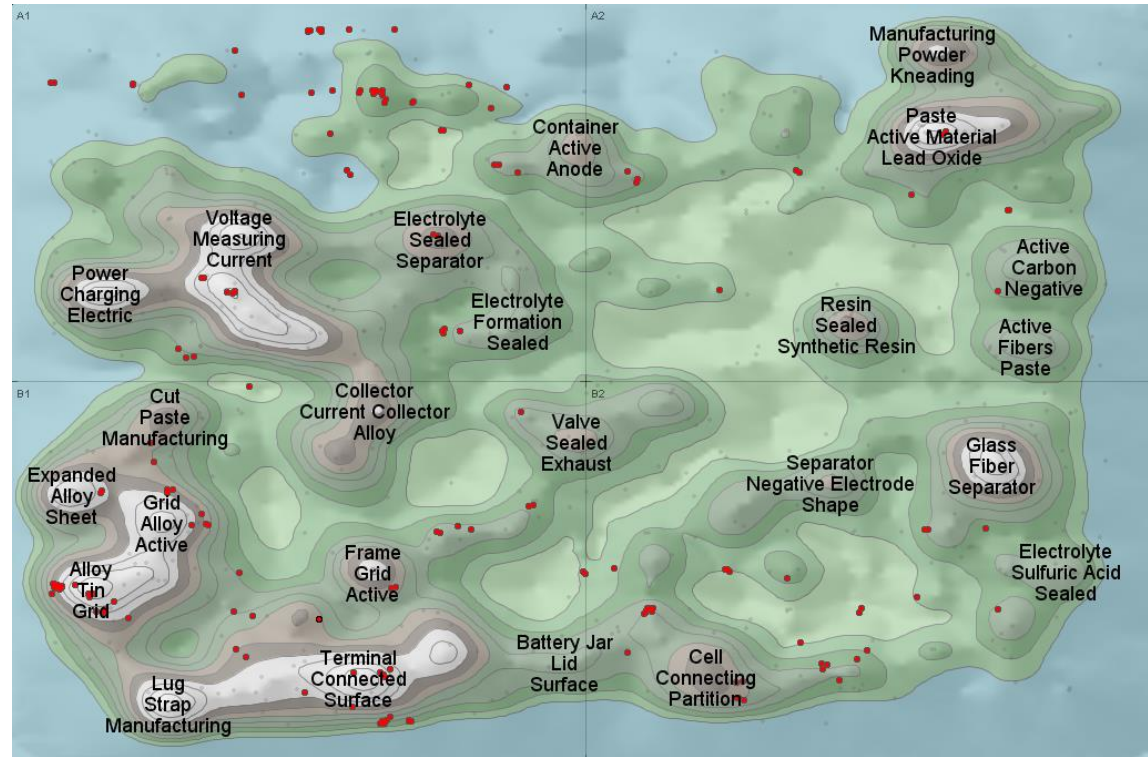 A1
A2
Manufacturing
Powder
Kneading
Paste
Active Material
Lead Oxide
Container
Active
Anode
Voltage
Measuring
Current
Electrolyte
Sealed
Separator
Power
Charging
Electric
Electrolyte
Formation
Sealed
Active
Carbon
Negative
Resin
Sealed
Synthetic Resin
Active
Fibers
Paste
B1
B2
Cut
Paste
Manufacturing
Collector
Current Collector
Alloy
Valve
Sealed
Exhaust
Expanded
Alloy
Sheet
Grid
Alloy
Active
Separator
Negative Electrode
Shape
Glass
Fiber
Separator
Alloy
Tin
Grid
Frame
Grid
Active
Electrolyte
Sulfuric Acid
Sealed
Lug
Strap
Manufacturing
Terminal
Connected
Surface
Battery Jar
Lid
Surface
Cell
Connecting
Partition